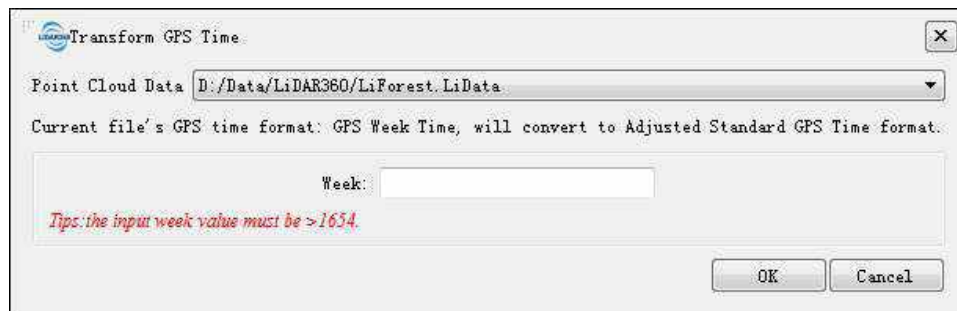 Transform GPS Time
Point Cloud Data D:/Data/LiDAR360/LiForest.LiData
Current file's GPS time format: GPS Week Time, will convert to Adjusted Standard GPS Time format.
Week:
Tips:the input week value must be >1654.
OK Cancel